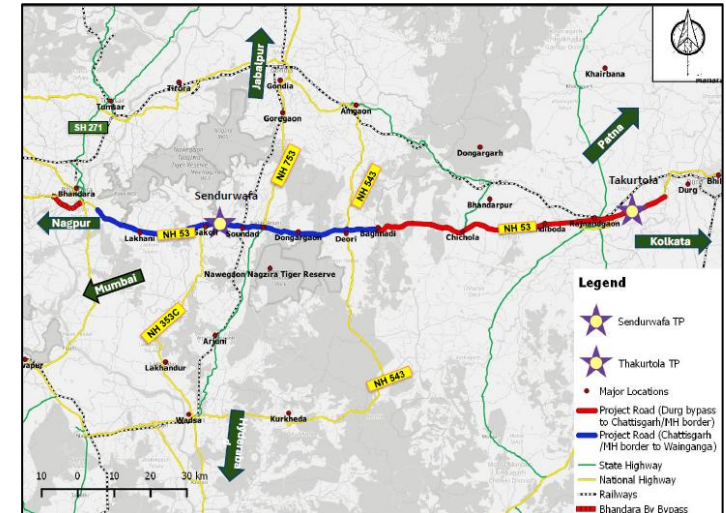 Jabalpur
Khairbana
Tirora
Gondia
Tumsar
Goregaon
Amgaon
Patna
SH 271
NH 753
NH 543
Dongargarh
Takurtola
Bhandara
Sendurwafa
Bhandarpur
Durg
Nagpur
Lakhani
NH 53
Sakoli
Soundad
Dongargaon
Deori
Baghnadi
Chichola
NH 53
Rajnandgaon
Kolkata
Nawegaon Nagzira Tiger Reserve
Mumbai
NH 353C
Arjuni
Lakhandur
NH 543
Wadsa
Kurkheda
10 0 10 20 30 km
Legend
Sendurwafa TP
Thakurtola TP
Major Locations
Project Road (Durg bypass
to Chattisgarh/MH border)
Project Road (Chattisgarh
/MH border to Wainganga)
State Highway
National Highway
Railways
Bhandara By Bypass